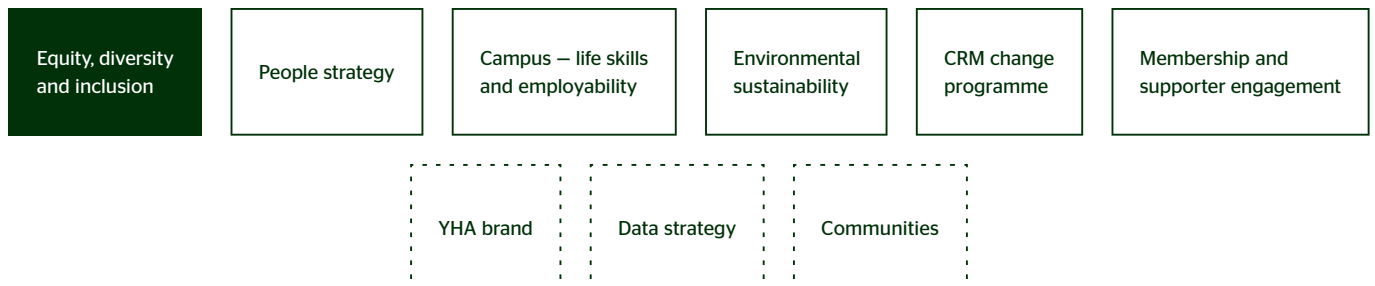 Equity, diversity
and inclusion
People strategy
Campus – life skills
and employability
Environmental
sustainability
CRM change
programme
Membership and
supporter engagement
YHA brand
Data strategy
Communities